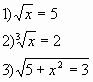 1) √x = 5
2) ³√x = 2
3) √(5 + x²) = 3